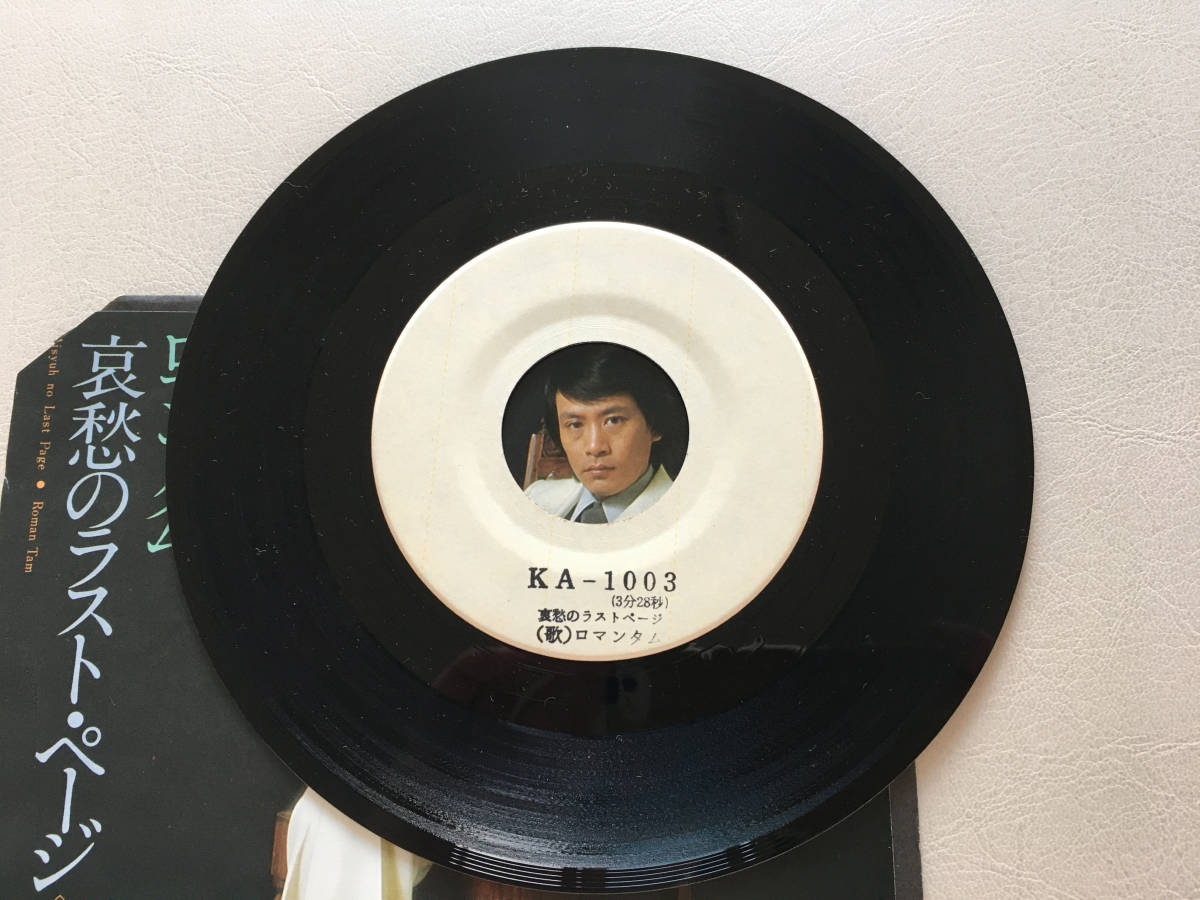 哀愁のラスト・ページ
no Last Page ● Roman Tam
KA-1003
(3分28秒)
哀愁のラストページ
(歌)ロマンタム